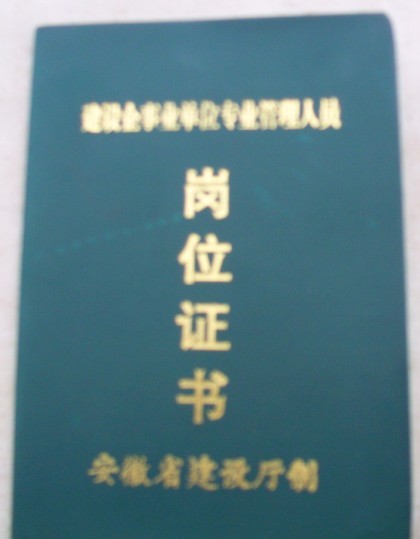 建设企事业单位专业管理人员
岗
位
证
书
安徽省建设厅制